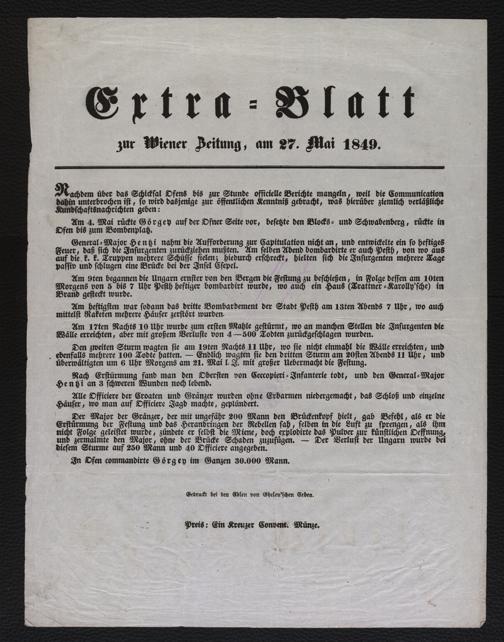 Extra-Blatt
zur Wiener Zeitung, am 27. Mai 1849.
Nachdem über das Schicksal Ofens bis zur Stunde officielle Berichte mangeln, weil die Communication
dahin unterbrochen ist, so wird dasjenige zur öffentlichen Kenntniß gebracht, was hierüber ziemlich verläßliche
Kundschaftsnachrichten geben:
Am 4. Mai rückte Görgey auf der Ofner Seite vor, besetzte den Blocks- und Schwabenberg, rückte in
Ofen bis zum Bombenplatz.
General-Major Hentzi nahm die Aufforderung zur Capitulation nicht an, und entwickelte ein so heftiges
Feuer, daß sich die Insurgenten zurückziehen mußten. Am selben Abend bombardirte er auch Pesth, von wo aus
auf die k. k. Truppen mehrere Schüsse fielen; hiedurch erschreckt, hielten sich die Insurgenten mehrere Tage
passiv und schlugen eine Brücke bei der Insel Csepel.
Am 9ten begannen die Ungarn ernster von den Bergen die Festung zu beschießen, in Folge dessen am 10ten
Morgens von 5 bis 7 Uhr Pesth heftiger bombardirt wurde, wo auch ein Haus (Trattner-Karolly'sche) in
Brand gesteckt wurde.
Am heftigsten war sodann das dritte Bombardement der Stadt Pesth am 13ten Abends 7 Uhr, wo auch
mittelst Raketen mehrere Häuser zerstört wurden.
Am 17ten Nachts 10 Uhr wurde zum ersten Mahle gestürmt, wo an manchen Stellen die Insurgenten die
Wälle erreichten, aber mit großem Verluste von 4—500 Todten zurückgeschlagen wurden.
Den zweiten Sturm wagten sie am 19ten Nachts 11 Uhr, wo sie nicht einmahl die Wälle erreichten, und
ebenfalls mehrere 100 Todte hatten. — Endlich wagten sie den dritten Sturm am 20sten Abends 11 Uhr, und
überwältigten um 6 Uhr Morgens am 21. Mai l. J. mit großer Uebermacht die Festung.
Nach Erstürmung fand man den Obersten von Ceccopieri-Infanterie todt, und den General-Major
Hentzi an 3 schweren Wunden noch lebend.
Alle Officiere der Croaten und Gränzer wurden ohne Erbarmen niedergemacht, das Schloß und einzelne
Häuser, wo man auf Officiere Jagd machte, geplündert.
Der Major der Gränzer, der mit ungefähr 200 Mann den Brückenkopf hielt, gab Befehl, als er die
Erstürmung der Festung und das Herandringen der Rebellen sah, selben in die Luft zu sprengen, als ihm
nicht Folge geleistet wurde, zündete er selbst die Miene, doch explodirte das Pulver zur künstlichen Oeffnung,
und zermalmte den Major, ohne der Brücke Schaden zuzufügen. — Der Verlust der Ungarn wurde bei
diesem Sturme auf 250 Mann und 40 Officiere angegeben.
In Ofen commandirte Görgey im Ganzen 30.000 Mann.
Gedruckt bei den Edlen von Ghelen'schen Erben.
Preis: Ein Kreuzer Convent. Münze.